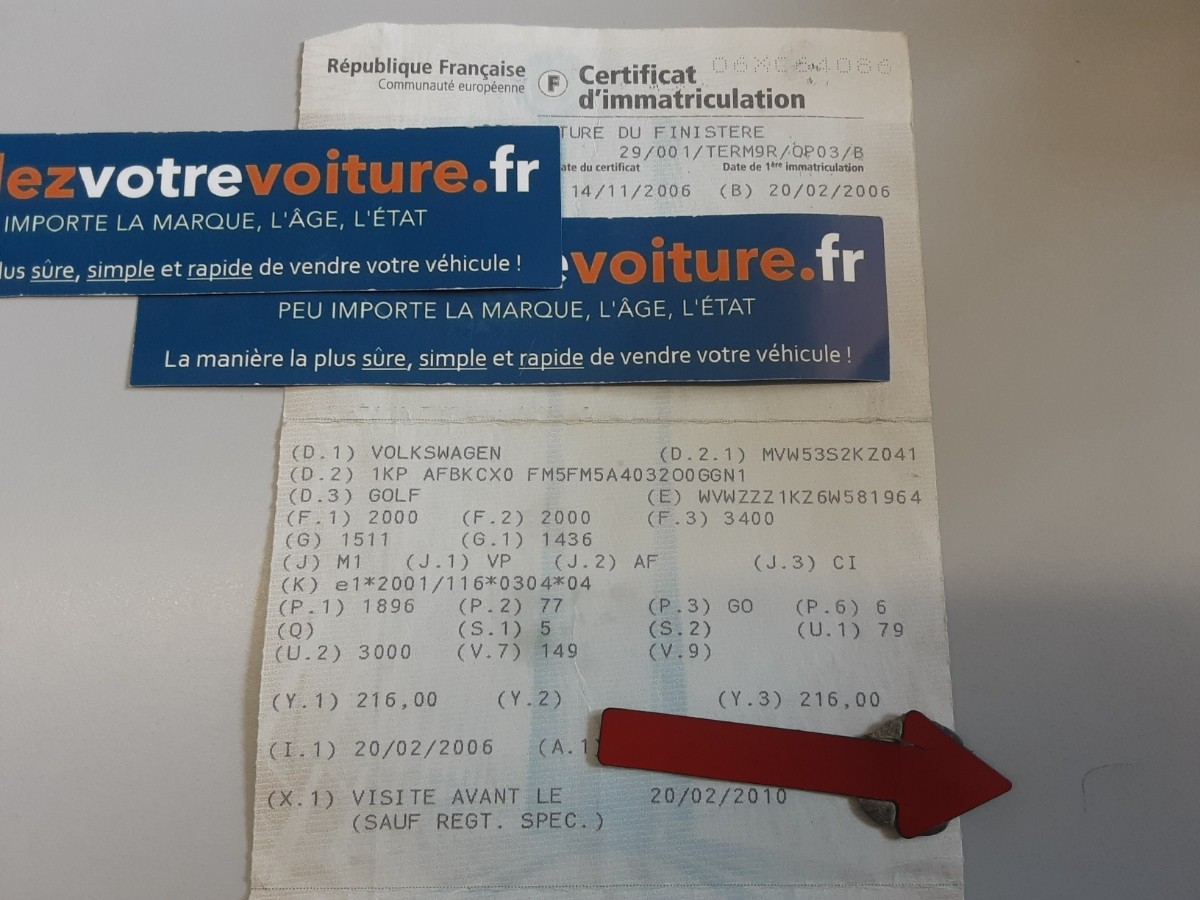 République Française
Communauté européenne
F
Certificat
d'immatriculation
TURE DU FINISTERE
29/001/TERM9R/OP03/B
ate du certificat Date de 1ère immatriculation
14/11/2006 (B) 20/02/2006
lezvotrevoiture.fr
IMPORTE LA MARQUE, L'ÂGE, L'ÉTAT
lus sûre, simple et rapide de vendre votre véhicule !
evoiture.fr
PEU IMPORTE LA MARQUE, L'ÂGE, L'ÉTAT
La manière la plus sûre, simple et rapide de vendre votre véhicule !
(D.1) VOLKSWAGEN (D.2.1) MVW53S2KZ041
(D.2) 1KP AFBKCX0 FM5FM5A403200GGN1
(D.3) GOLF (E) WVWZZZ1KZ6W581964
(F.1) 2000 (F.2) 2000 (F.3) 3400
(G) 1511 (G.1) 1436
(J) M1 (J.1) VP (J.2) AF (J.3) CI
(K) e1*2001/116*0304*04
(P.1) 1896 (P.2) 77 (P.3) GO (P.6) 6
(Q) (S.1) 5 (S.2) (U.1) 79
(U.2) 3000 (V.7) 149 (V.9)
(Y.1) 216,00 (Y.2) (Y.3) 216,00
(I.1) 20/02/2006 (A.1
(X.1) VISITE AVANT LE 20/02/2010
(SAUF REGT. SPEC.)